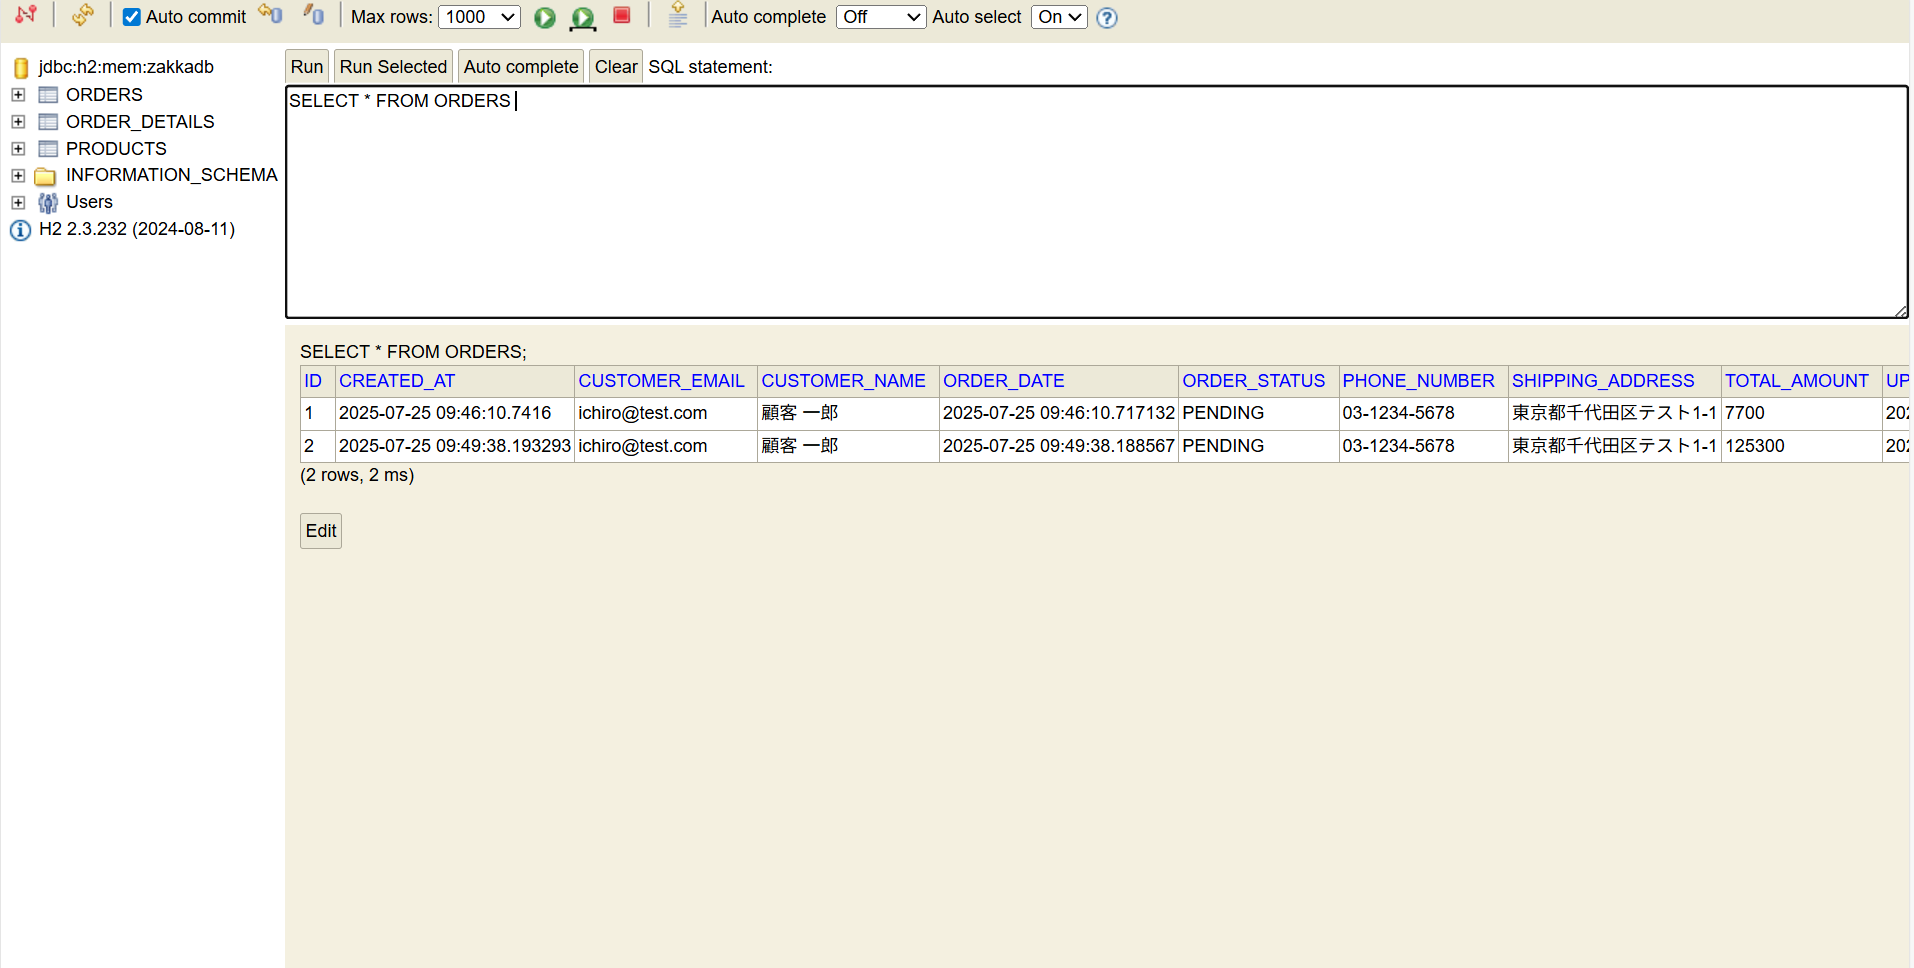 Auto commit Max rows: 1000 Auto complete Off Auto select On
jdbc:h2:mem:zakkadb
ORDERS
ORDER_DETAILS
PRODUCTS
INFORMATION_SCHEMA
Users
H2 2.3.232 (2024-08-11)
Run Run Selected Auto complete Clear SQL statement:
SELECT * FROM ORDERS
SELECT * FROM ORDERS;
ID CREATED_AT CUSTOMER_EMAIL CUSTOMER_NAME ORDER_DATE ORDER_STATUS PHONE_NUMBER SHIPPING_ADDRESS TOTAL_AMOUNT UP
1 2025-07-25 09:46:10.7416 ichiro@test.com 顧客 一郎 2025-07-25 09:46:10.717132 PENDING 03-1234-5678 東京都千代田区テスト1-1 7700 202
2 2025-07-25 09:49:38.193293 ichiro@test.com 顧客 一郎 2025-07-25 09:49:38.188567 PENDING 03-1234-5678 東京都千代田区テスト1-1 125300 202
(2 rows, 2 ms)
Edit